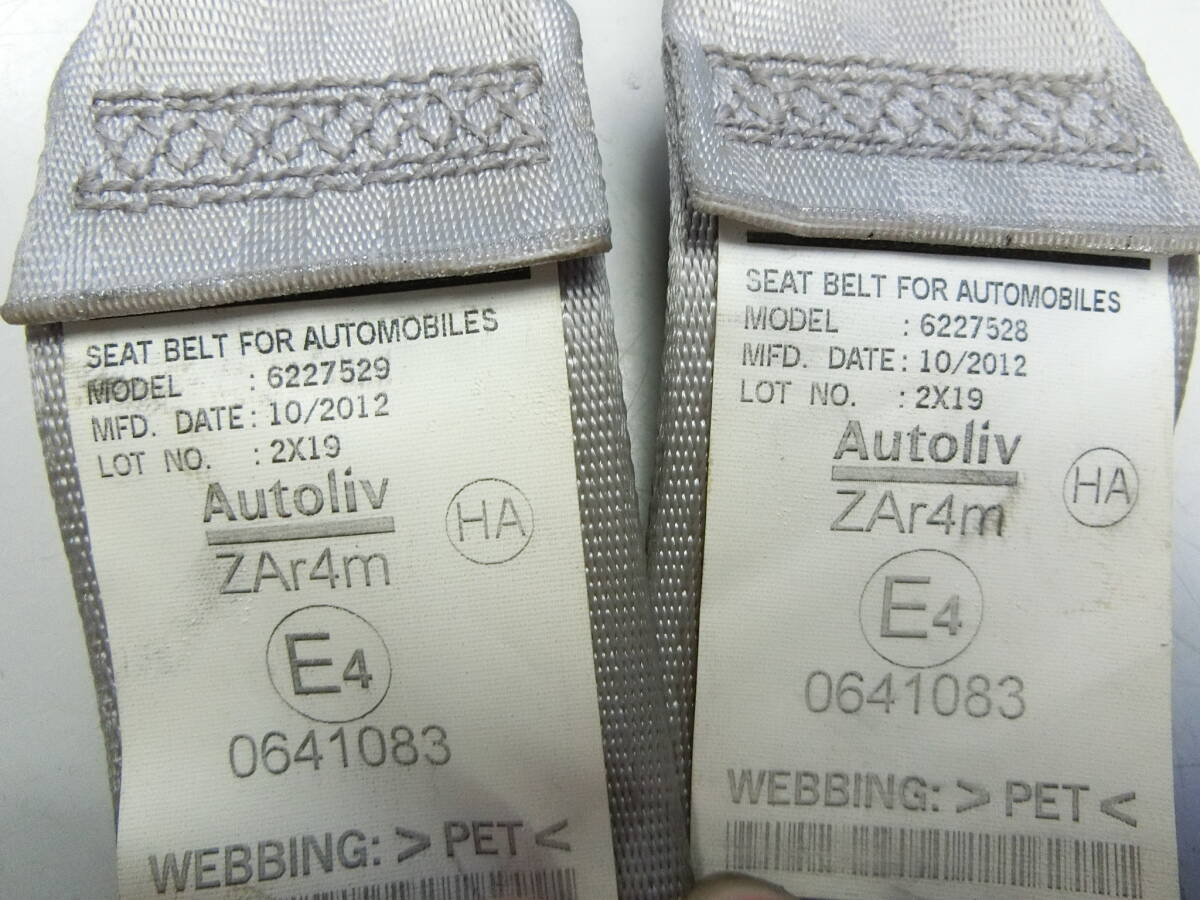 SEAT BELT FOR AUTOMOBILES
MODEL : 6227529
MFD. DATE : 10/2012
LOT NO. : 2X19
Autoliv
ZAr4m
HA
E4
0641083
WEBBING: > PET <
SEAT BELT FOR AUTOMOBILES
MODEL : 6227528
MFD. DATE : 10/2012
LOT NO. : 2X19
Autoliv
ZAr4m
HA
E4
0641083
WEBBING: > PET <